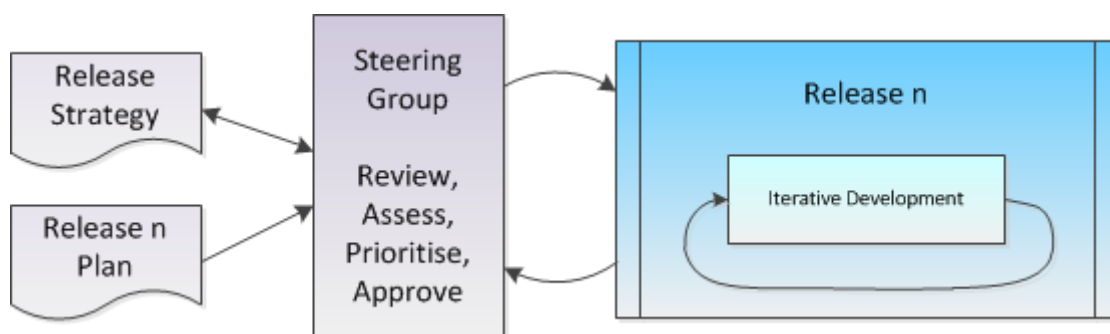 Release
Strategy
Release n
Plan
Steering
Group
Review,
Assess,
Prioritise,
Approve
Release n
Iterative Development